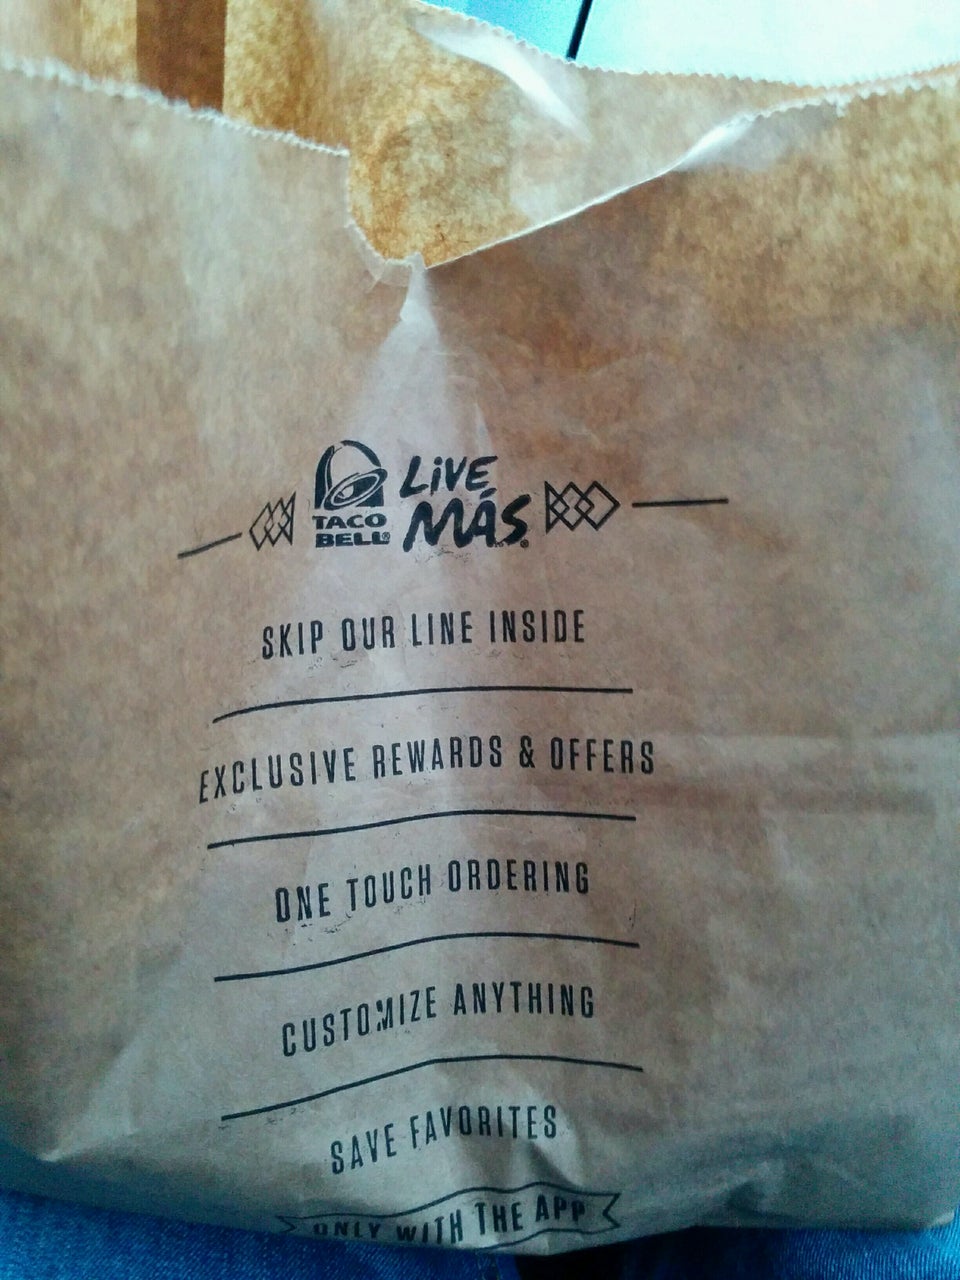 TACO
BELL®
LiVE
MÁS®
SKIP OUR LINE INSIDE
EXCLUSIVE REWARDS & OFFERS
ONE TOUCH ORDERING
CUSTOMIZE ANYTHING
SAVE FAVORITES
ONLY WITH THE APP